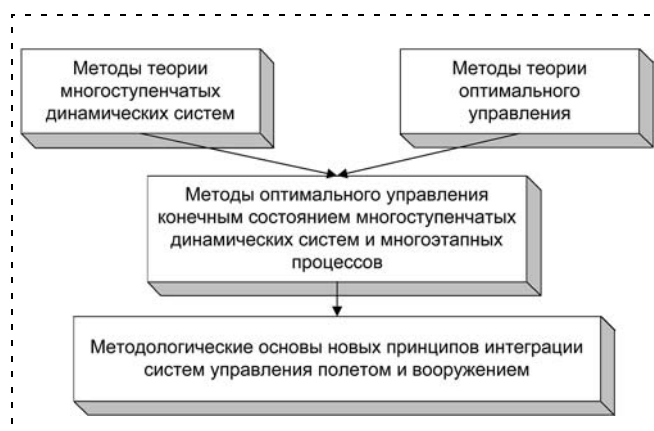 Методы теории
многоступенчатых
динамических систем
Методы теории
оптимального
управления
Методы оптимального управления
конечным состоянием многоступенчатых
динамических систем и многоэтапных
процессов
Методологические основы новых принципов интеграции
систем управления полетом и вооружением